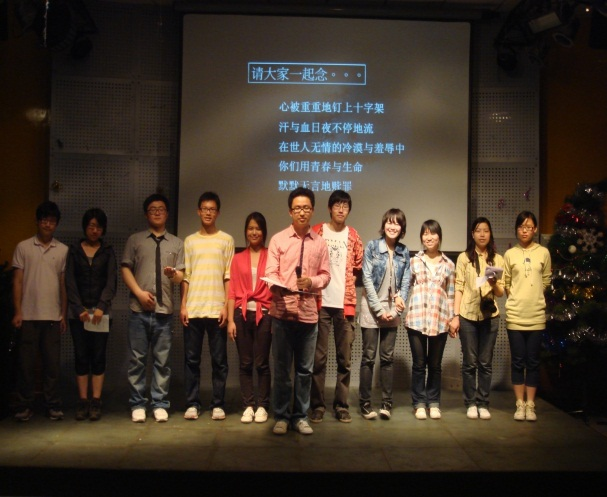 请大家一起念。。。
心被重重地钉上十字架
汗与血日夜不停地流
在世人无情的冷漠与羞辱中
你们用青春与生命
默默无言地赎罪